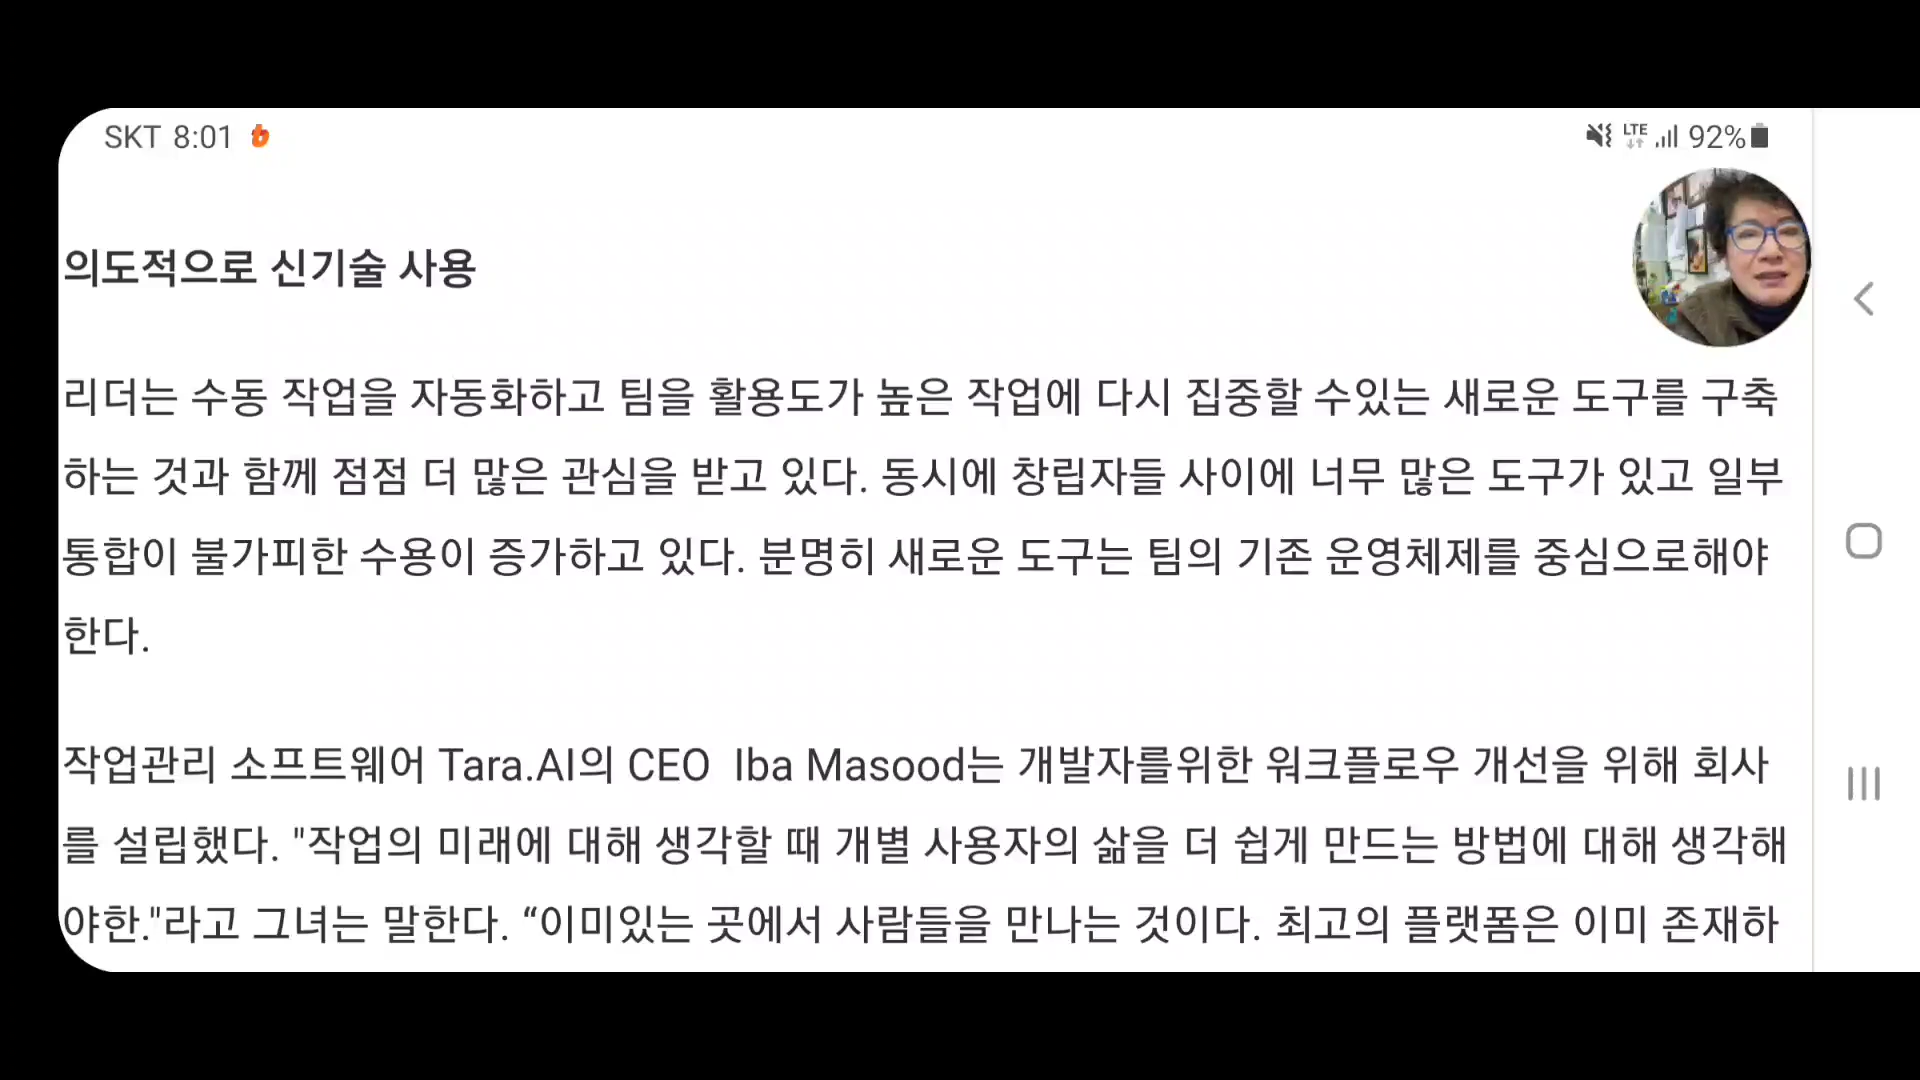 SKT 8:01
LTE 92%
의도적으로 신기술 사용
리더는 수동 작업을 자동화하고 팀을 활용도가 높은 작업에 다시 집중할 수있는 새로운 도구를 구축
하는 것과 함께 점점 더 많은 관심을 받고 있다. 동시에 창립자들 사이에 너무 많은 도구가 있고 일부
통합이 불가피한 수용이 증가하고 있다. 분명히 새로운 도구는 팀의 기존 운영체제를 중심으로해야
한다.
작업관리 소프트웨어 Tara.AI의 CEO  Iba Masood는 개발자를위한 워크플로우 개선을 위해 회사
를 설립했다. "작업의 미래에 대해 생각할 때 개별 사용자의 삶을 더 쉽게 만드는 방법에 대해 생각해
야한."라고 그녀는 말한다. “이미있는 곳에서 사람들을 만나는 것이다. 최고의 플랫폼은 이미 존재하